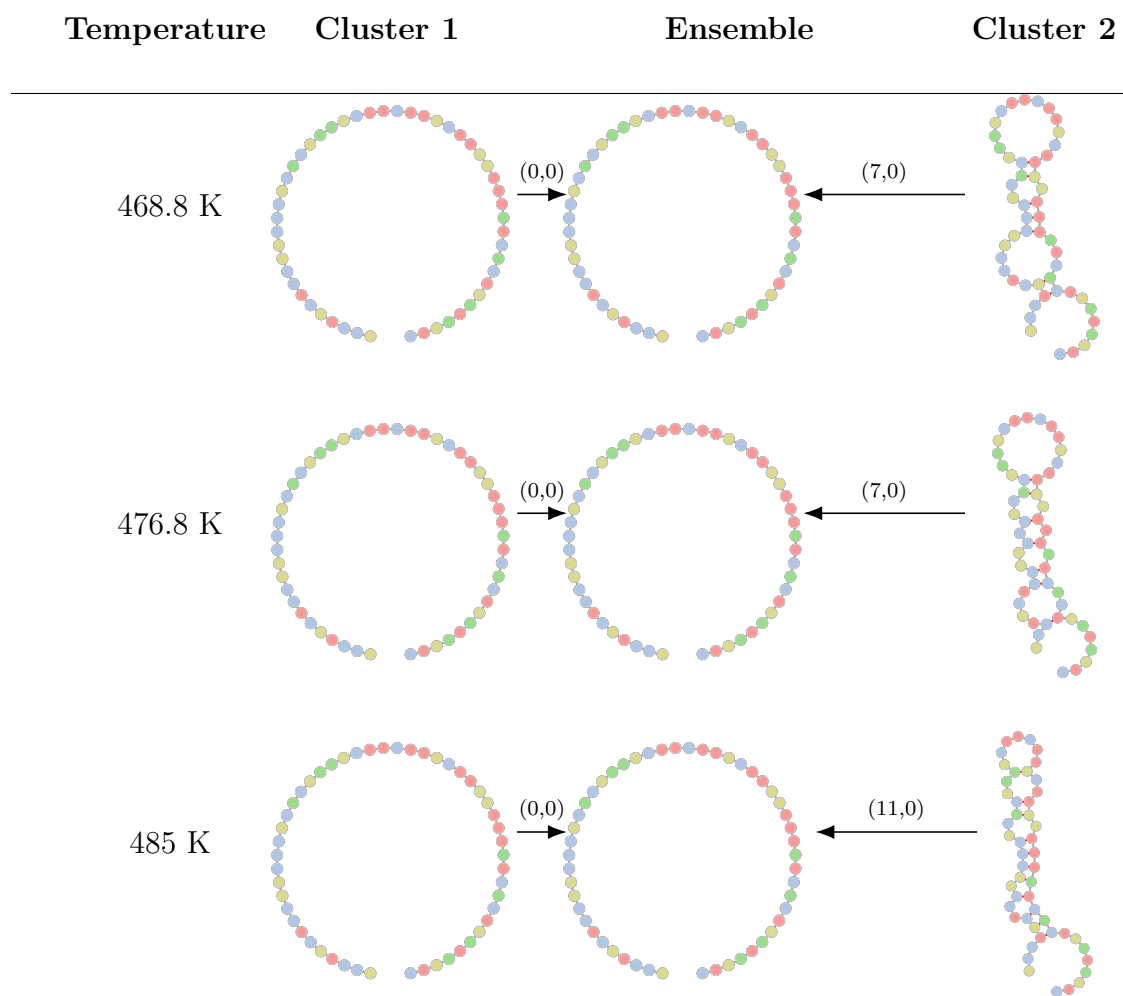 Temperature Cluster 1 Ensemble Cluster 2
468.8 K (0,0) (7,0)
476.8 K (0,0) (7,0)
485 K (0,0) (11,0)